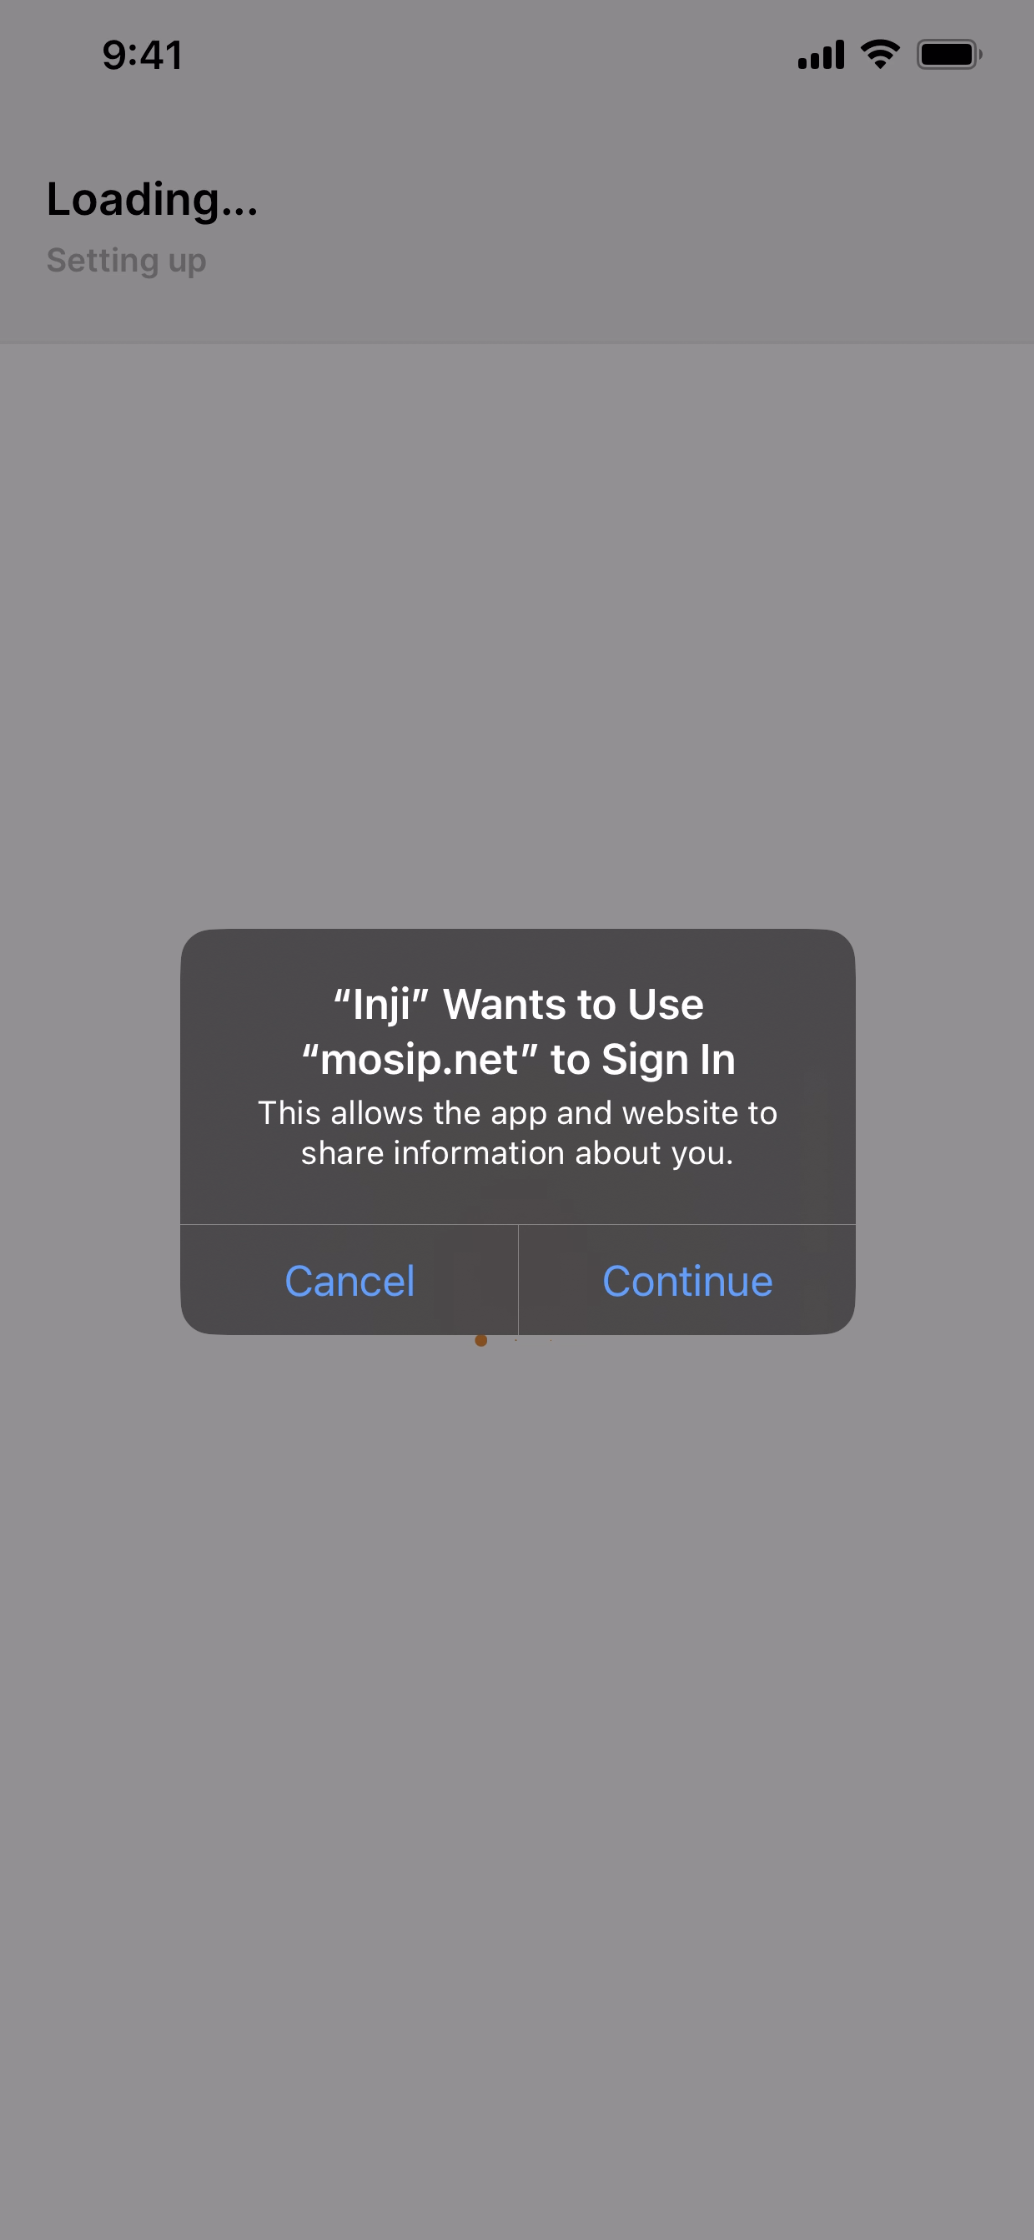 9:41
Loading...
Setting up
“Inji” Wants to Use
“mosip.net” to Sign In
This allows the app and website to
share information about you.
Cancel
Continue